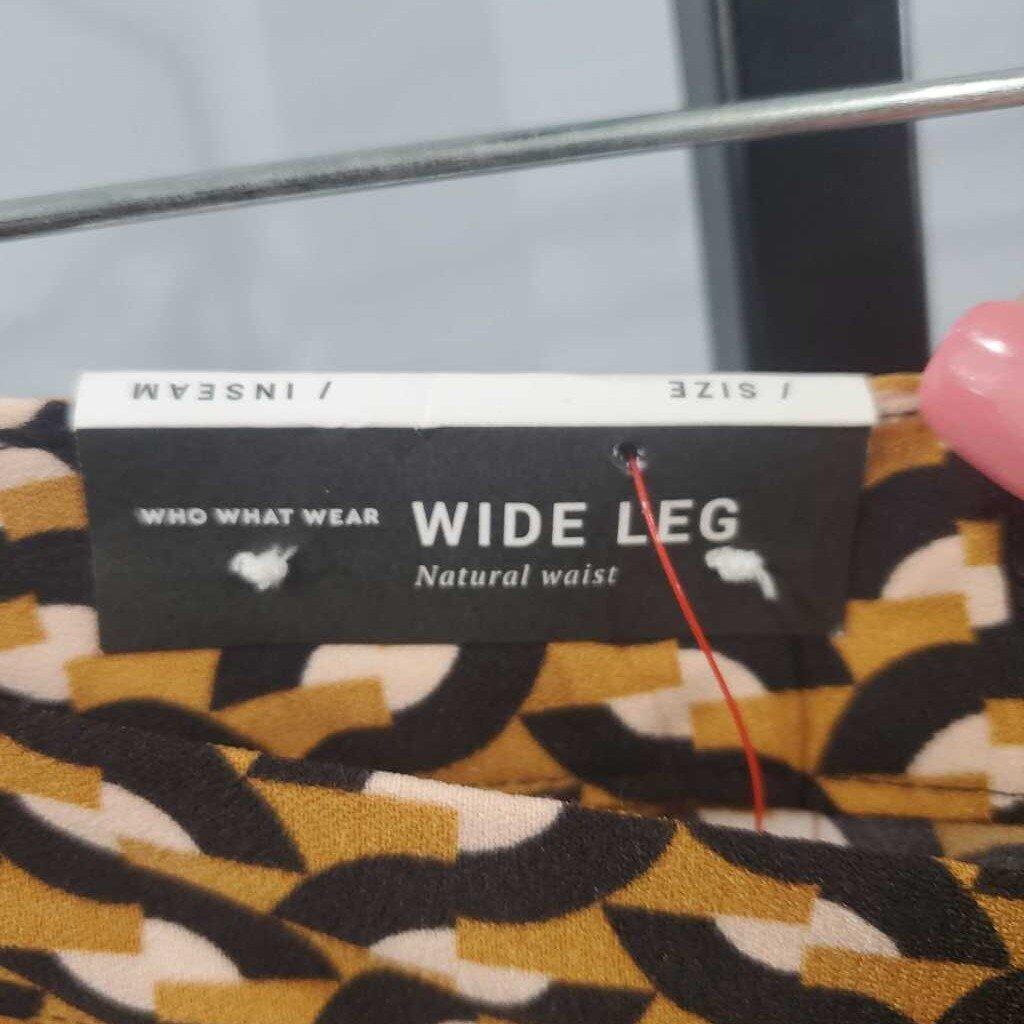 / INSEAM
/ SIZE
WHO WHAT WEAR
WIDE LEG
Natural waist